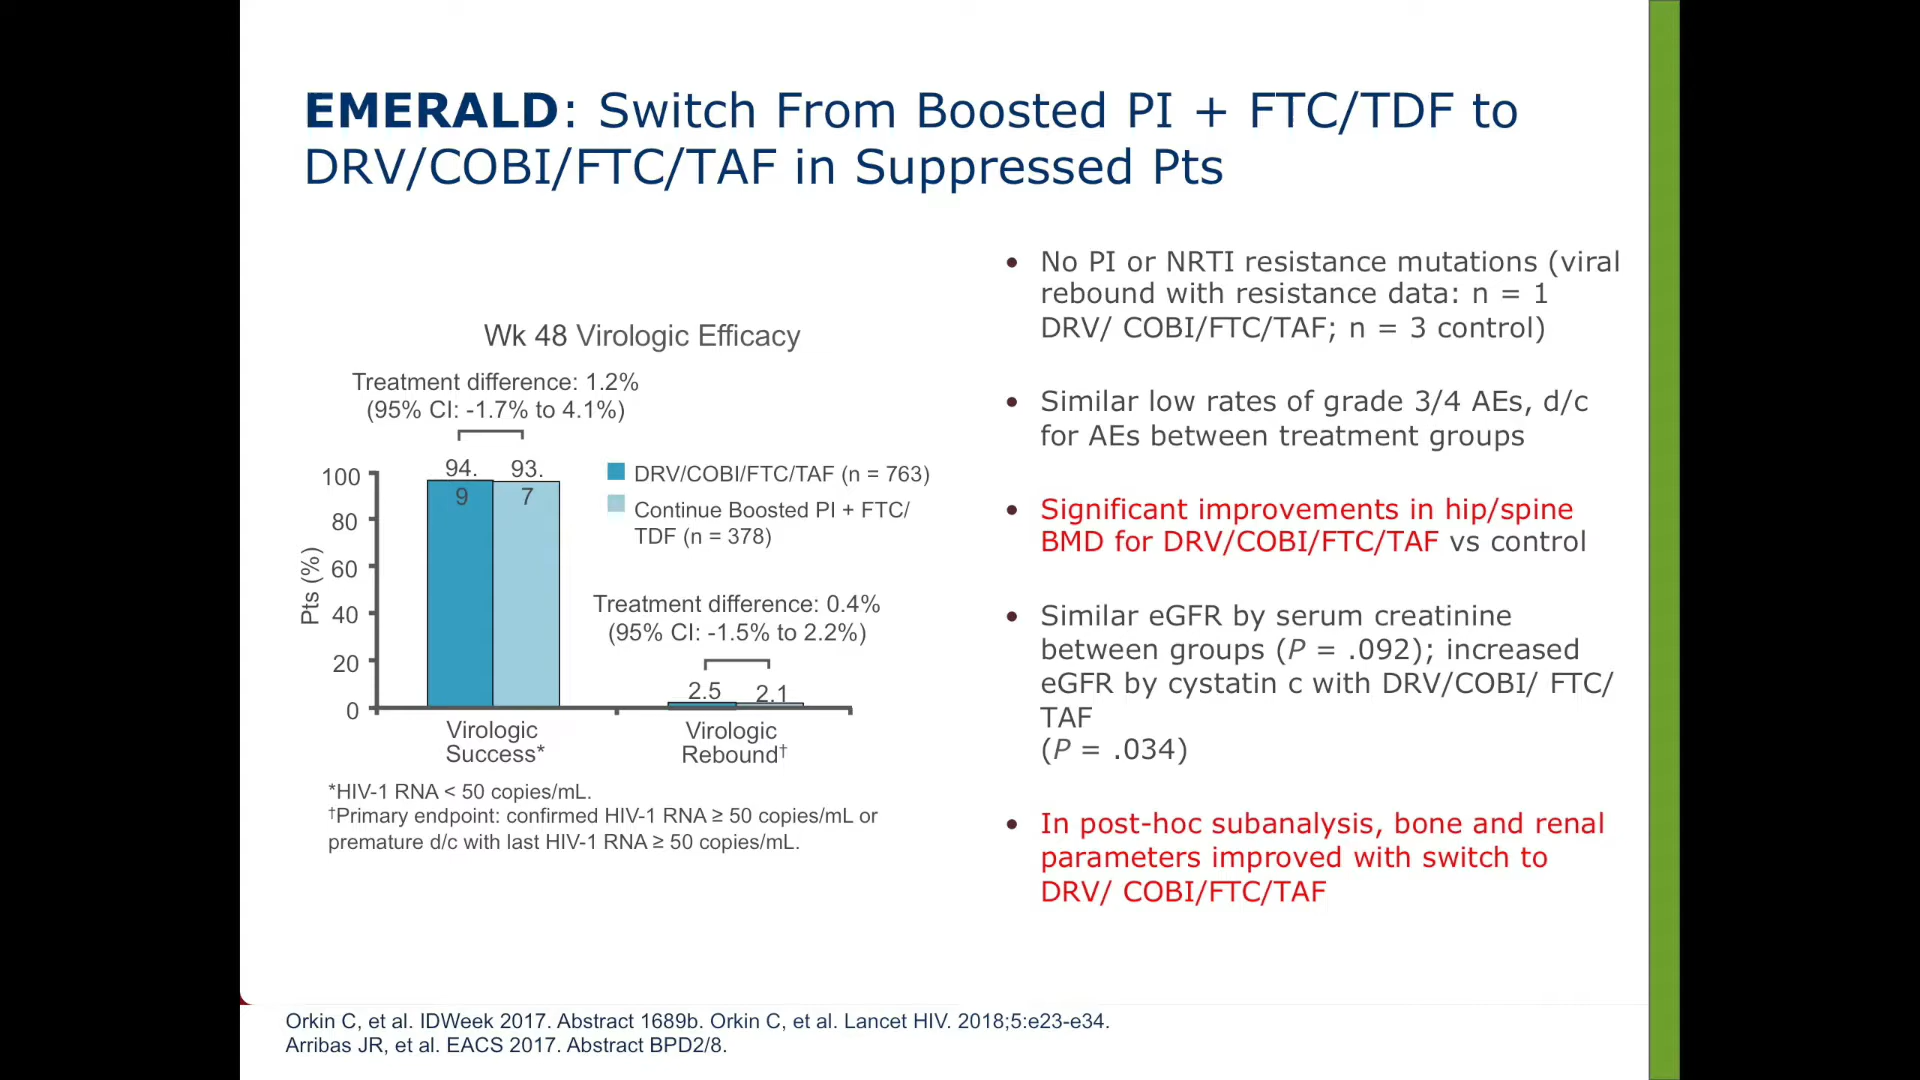 EMERALD: Switch From Boosted PI + FTC/TDF to
DRV/COBI/FTC/TAF in Suppressed Pts
Wk 48 Virologic Efficacy
Treatment difference: 1.2%
(95% CI: -1.7% to 4.1%)
94.
9
93.
7
100
80
60
40
20
0
Pts (%)
DRV/COBI/FTC/TAF (n = 763)
Continue Boosted PI + FTC/
TDF (n = 378)
Treatment difference: 0.4%
(95% CI: -1.5% to 2.2%)
2.5
2.1
Virologic
Success*
Virologic
Rebound†
*HIV-1 RNA < 50 copies/mL.
†Primary endpoint: confirmed HIV-1 RNA ≥ 50 copies/mL or
premature d/c with last HIV-1 RNA ≥ 50 copies/mL.
• No PI or NRTI resistance mutations (viral
rebound with resistance data: n = 1
DRV/ COBI/FTC/TAF; n = 3 control)
• Similar low rates of grade 3/4 AEs, d/c
for AEs between treatment groups
• Significant improvements in hip/spine
BMD for DRV/COBI/FTC/TAF vs control
• Similar eGFR by serum creatinine
between groups (P = .092); increased
eGFR by cystatin c with DRV/COBI/ FTC/
TAF
(P = .034)
• In post-hoc subanalysis, bone and renal
parameters improved with switch to
DRV/ COBI/FTC/TAF
Orkin C, et al. IDWeek 2017. Abstract 1689b. Orkin C, et al. Lancet HIV. 2018;5:e23-e34.
Arribas JR, et al. EACS 2017. Abstract BPD2/8.